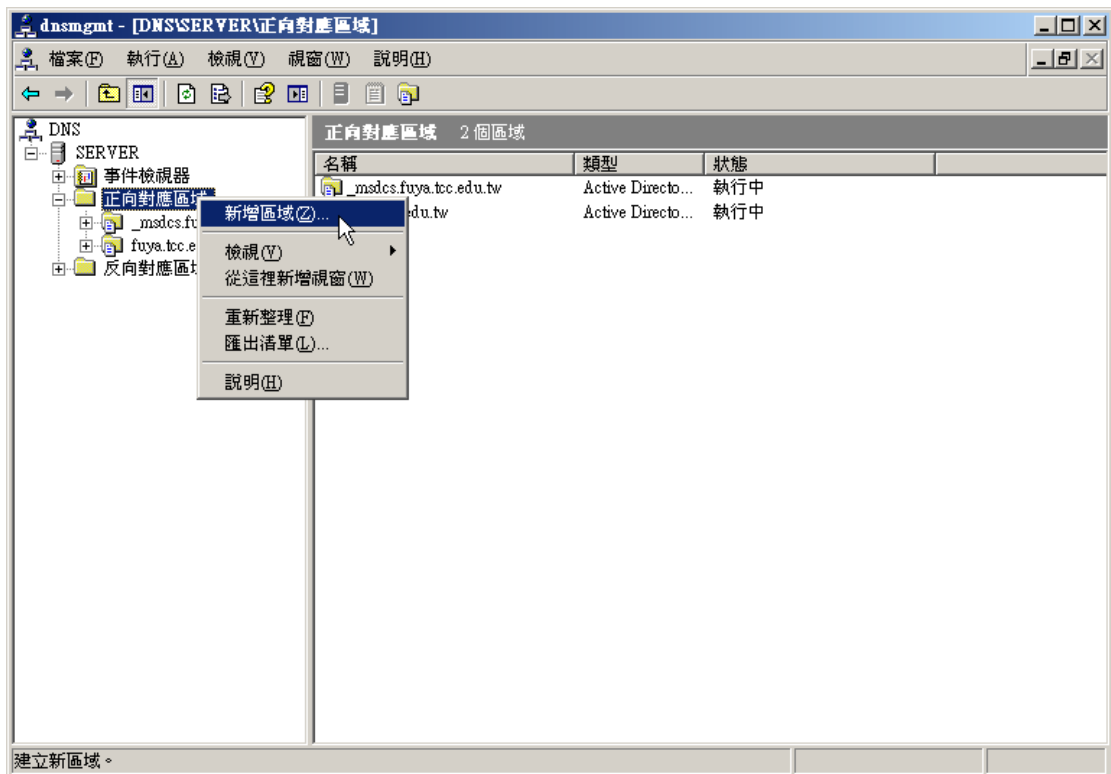 dnsmgmt - [DNS\SERVER\正向對應區域]
檔案(F) 執行(A) 檢視(V) 視窗(W) 說明(H)
DNS
SERVER
事件檢視器
正向對應區域
_msdcs.fu
fuya.tcc.e
反向對應區域
新增區域(Z)...
檢視(V)
從這裡新增視窗(W)
重新整理(F)
匯出清單(L)...
說明(H)
正向對應區域 2 個區域
名稱 類型 狀態
_msdcs.fuya.tcc.edu.tw Active Directo... 執行中
edu.tw Active Directo... 執行中
建立新區域。